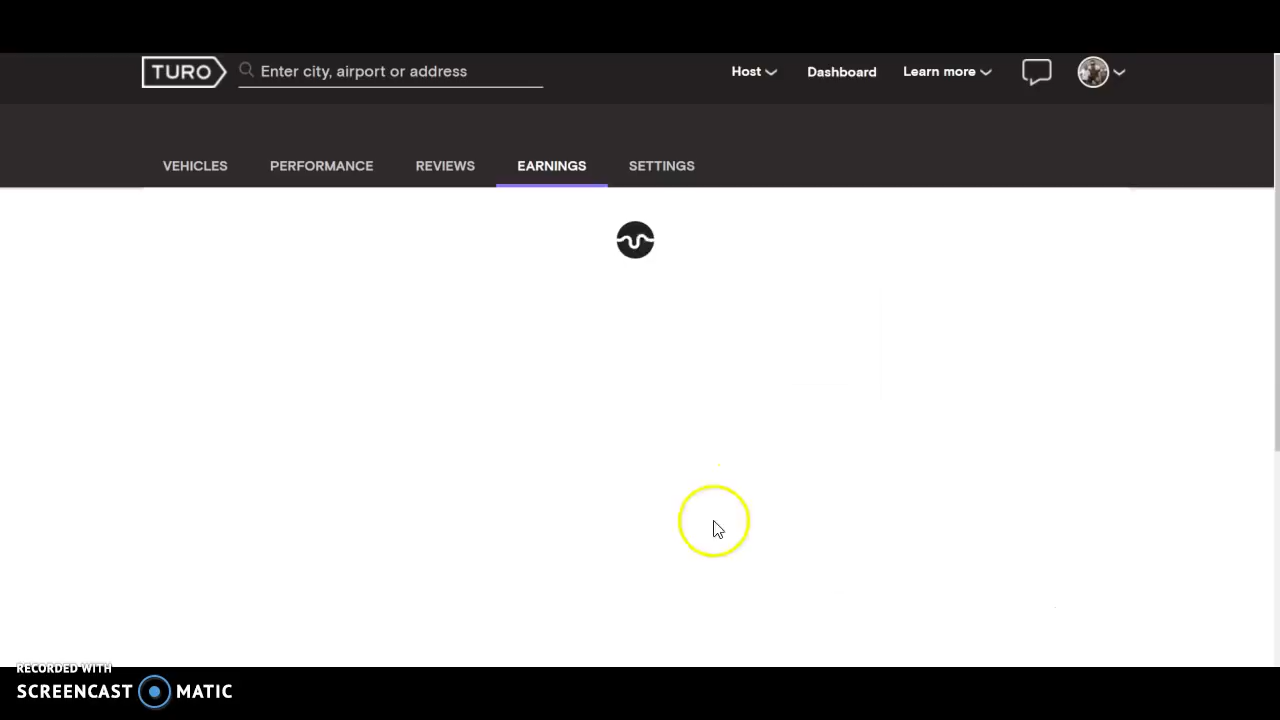 TURO
Enter city, airport or address
Host
Dashboard
Learn more
VEHICLES
PERFORMANCE
REVIEWS
EARNINGS
SETTINGS
RECORDED WITH
SCREENCAST MATIC